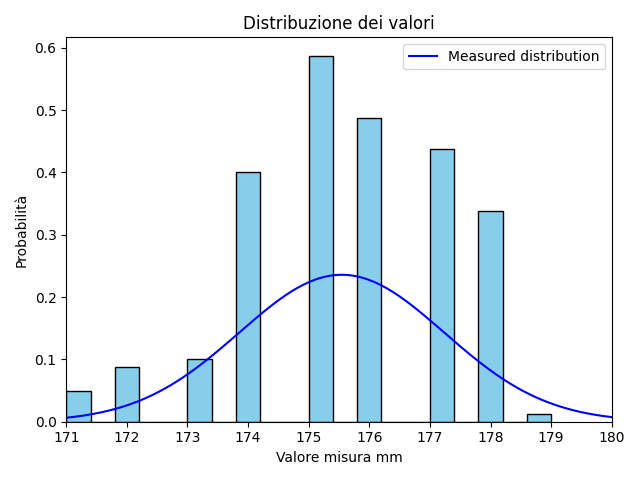 Distribuzione dei valori
Measured distribution
Probabilità
0.6
0.5
0.4
0.3
0.2
0.1
0.0
171 172 173 174 175 176 177 178 179 180
Valore misura mm